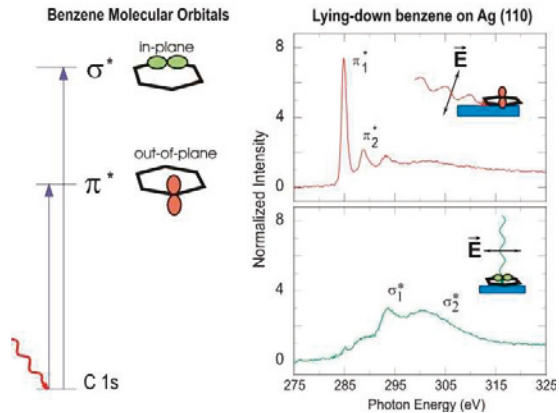 Benzene Molecular Orbitals
in-plane
σ*
out-of-plane
π*
C 1s
Lying-down benzene on Ag (110)
Normalized Intensity
8
π₁*
E
π₂*
4
0
8
E
σ₁*
σ₂*
4
0
275 285 295 305 315 325
Photon Energy (eV)